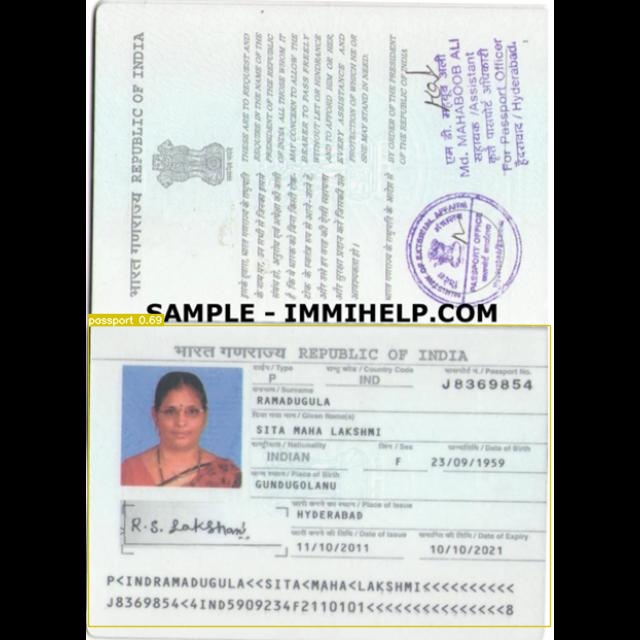 भारत गणराज्य REPUBLIC OF INDIA
THESE ARE TO REQUEST AND
REQUIRE IN THE NAME OF THE
PRESIDENT OF THE REPUBLIC
OF INDIA ALL THOSE WHOM IT
MAY CONCERN TO ALLOW THE
BEARER TO PASS FREELY
WITHOUT LET OR HINDRANCE
AND TO AFFORD HIM OR HER,
EVERY ASSISTANCE AND
PROTECTION OF WHICH HE OR
SHE MAY STAND IN NEED.
BY ORDER OF THE PRESIDENT
OF THE REPUBLIC OF INDIA
MINISTRY OF EXTERNAL AFFAIRS
PASSPORT OFFICE
एम डी. महबूब अली
Md. MAHABOOB ALI
सहायक /Assistant
कृते पासपोर्ट अधिकारी
For Passport Officer
हैदराबाद / Hyderabad.
SAMPLE - IMMIHELP.COM
passport 0.69
भारत गणराज्य REPUBLIC OF INDIA
टाईप / Type राष्ट्र कोड / Country Code पासपोर्ट नं. / Passport No.
P IND J8369854
उपनाम / Surname
RAMADUGULA
दिया गया नाम / Given Name(s)
SITA MAHA LAKSHMI
राष्ट्रीयता / Nationality लिंग / Sex जन्मतिथि / Date of Birth
INDIAN F 23/09/1959
जन्म स्थान / Place of Birth
GUNDUGOLANU
जारी करने का स्थान / Place of Issue
HYDERABAD
R.S. Lakshmi
जारी करने की तिथि / Date of Issue समाप्ति की तिथि / Date of Expiry
11/10/2011 10/10/2021
P<INDRAMADUGULA<<SITA<MAHA<LAKSHMI<<<<<<<<<<
J8369854<4IND5909234F2110101<<<<<<<<<<<<<<<8